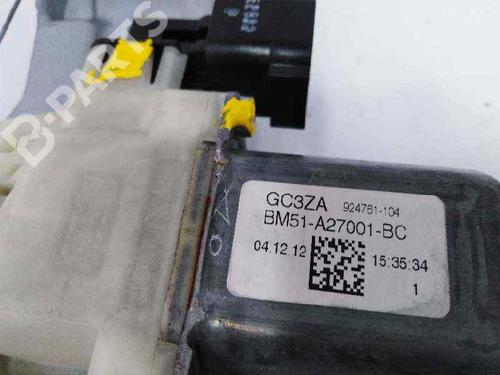 B-PARTS
GC3ZA 924761-104
BM51-A27001-BC
04.12.12 15:35:34
1